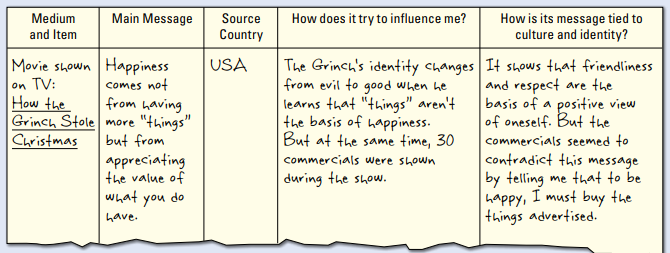 Medium
and Item
Main Message
Source
Country
How does it try to influence me?
How is its message tied to
culture and identity?
Movie shown
on TV:
How the
Grinch Stole
Christmas
Happiness
comes not
from having
more "things"
but from
appreciating
the value of
what you do
have.
USA
The Grinch's identity changes
from evil to good when he
learns that "things" aren't
the basis of happiness.
But at the same time, 30
commercials were shown
during the show.
It shows that friendliness
and respect are the
basis of a positive view
of oneself. But the
commercials seemed to
contradict this message
by telling me that to be
happy, I must buy the
things advertised.